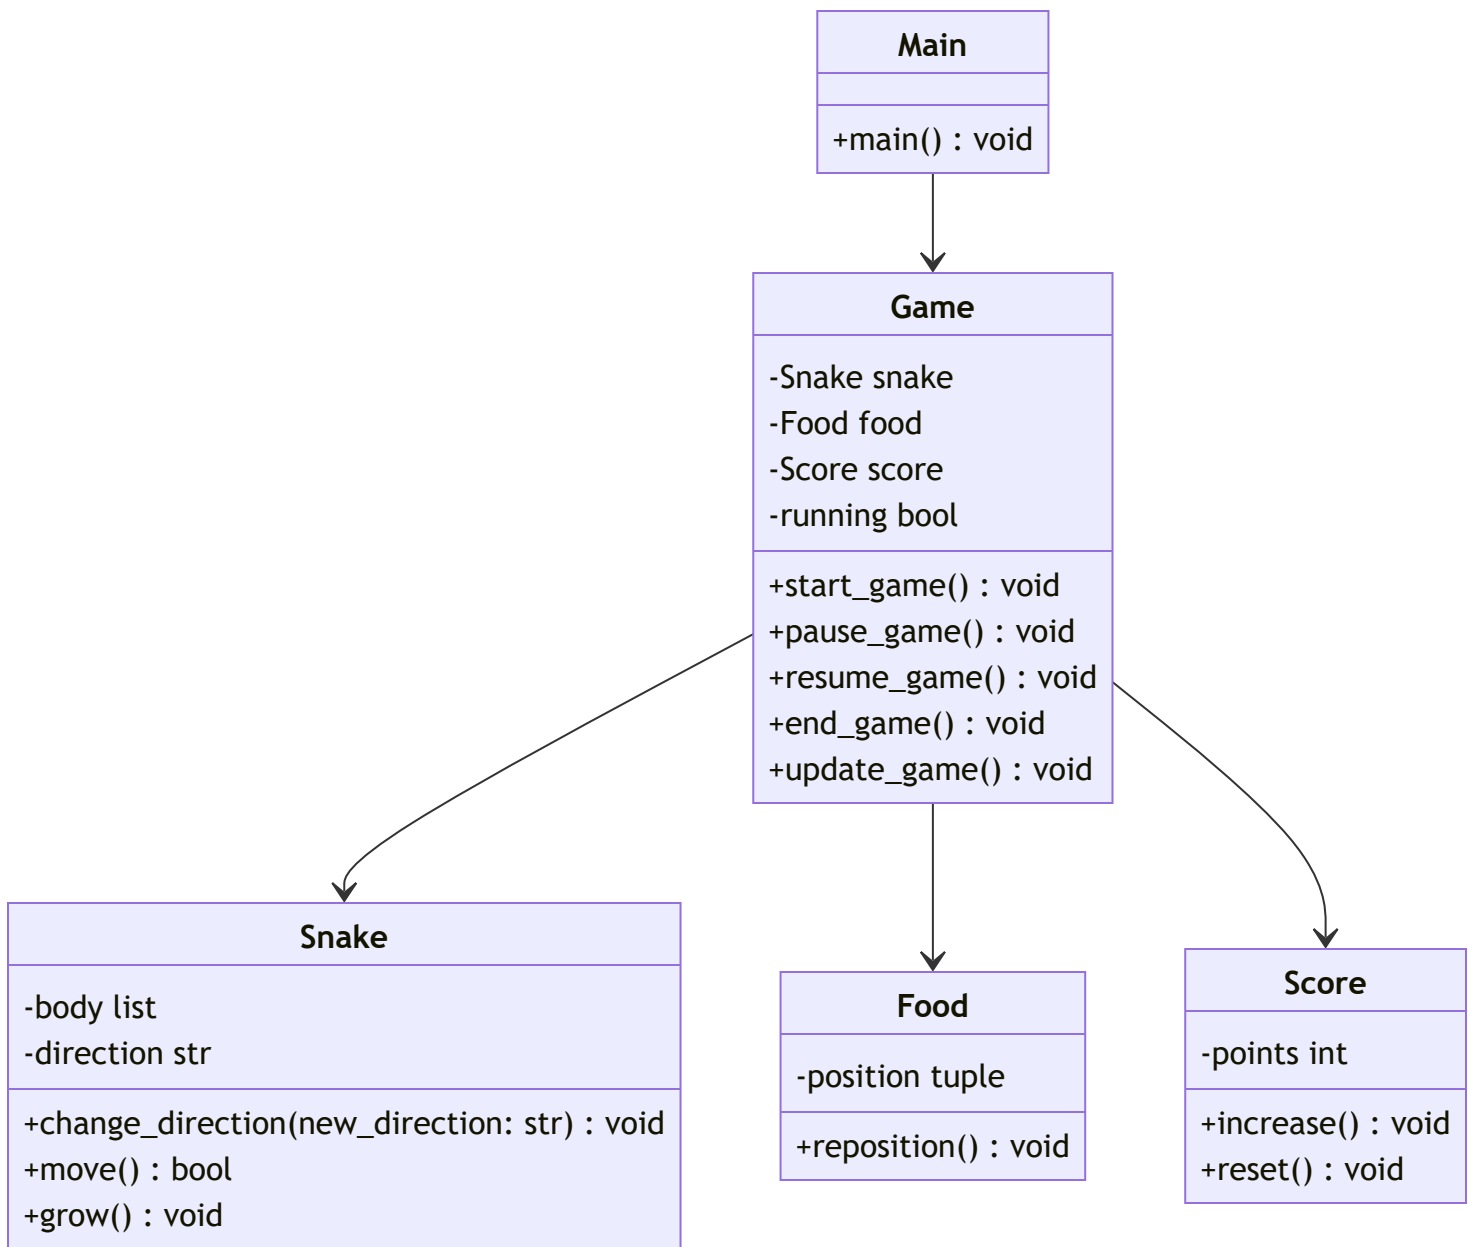 Main
+main() : void
Game
-Snake snake
-Food food
-Score score
-running bool
+start_game() : void
+pause_game() : void
+resume_game() : void
+end_game() : void
+update_game() : void
Snake
-body list
-direction str
+change_direction(new_direction: str) : void
+move() : bool
+grow() : void
Food
-position tuple
+reposition() : void
Score
-points int
+increase() : void
+reset() : void